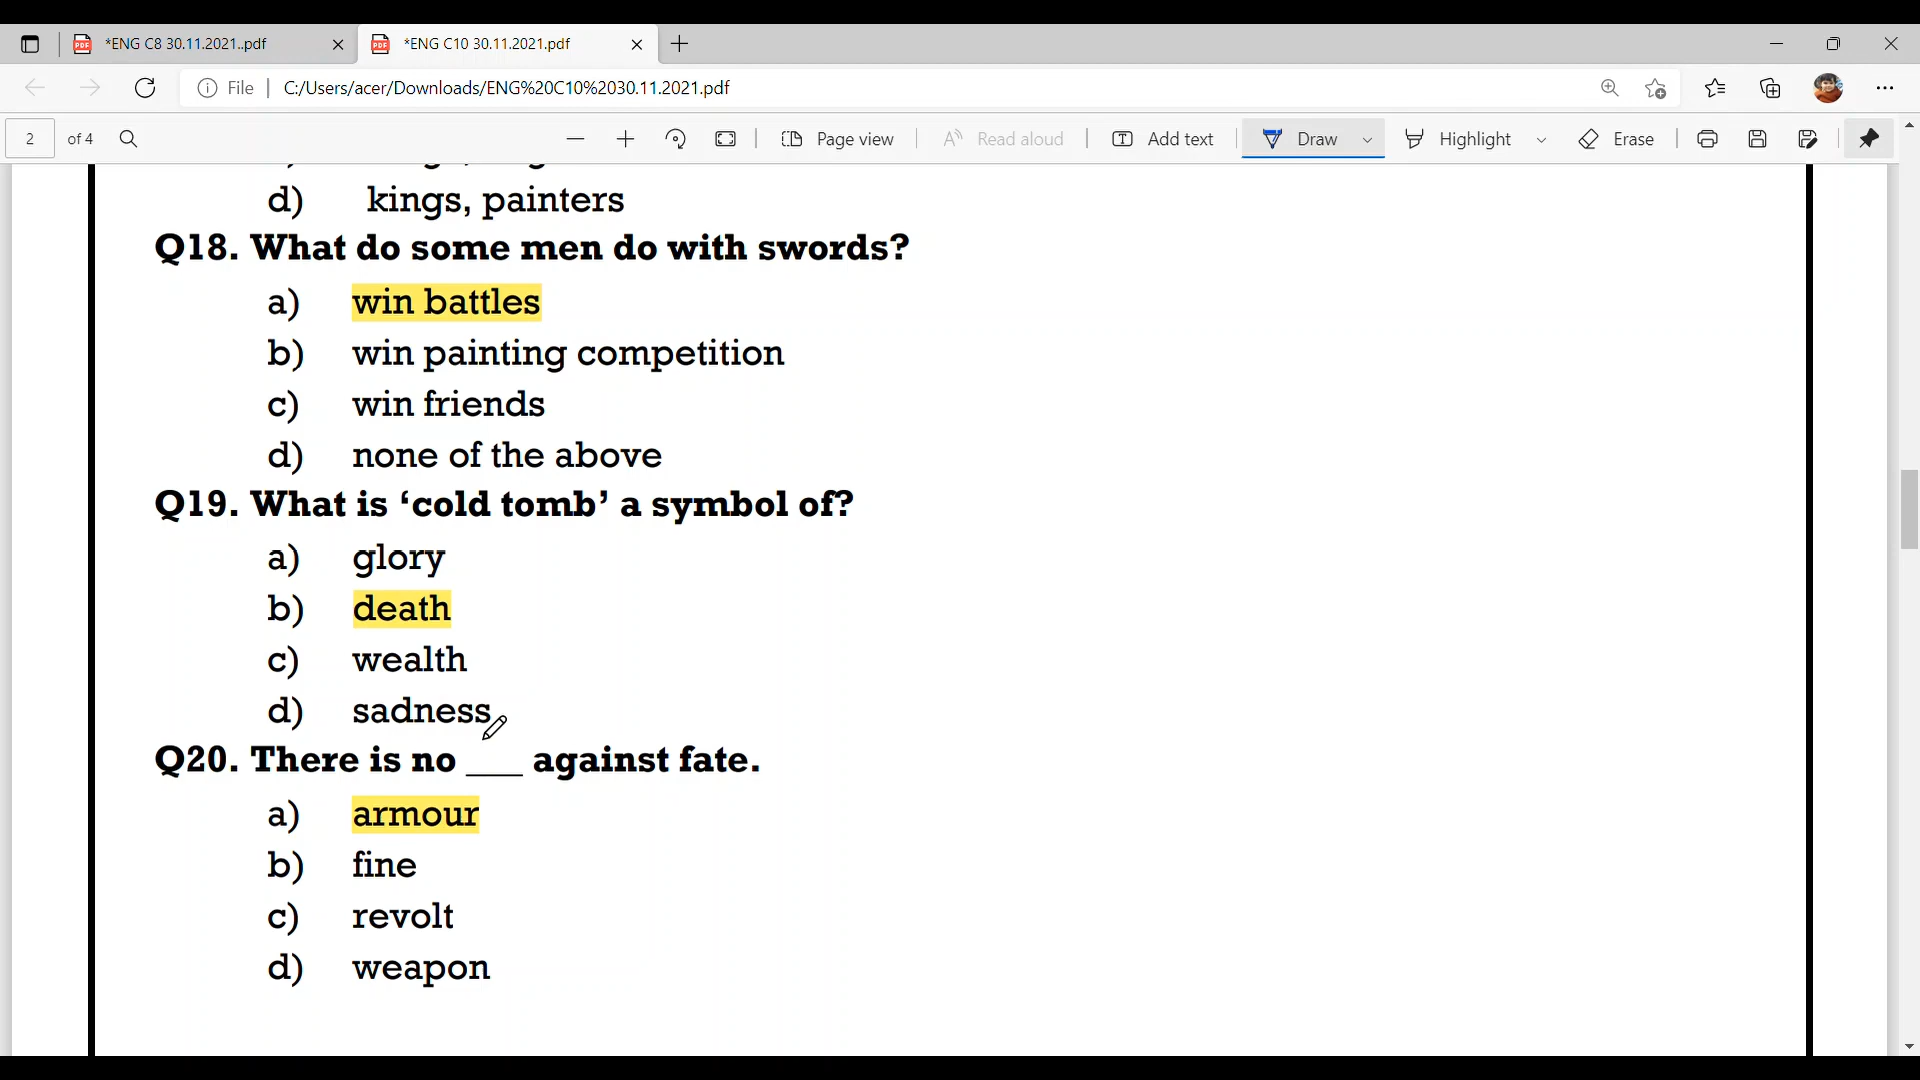 *ENG C8 30.11.2021..pdf
*ENG C10 30.11.2021.pdf
File | C:/Users/acer/Downloads/ENG%20C10%2030.11.2021.pdf
2 of 4
Page view
Read aloud
Add text
Draw
Highlight
Erase
d) kings, painters
Q18. What do some men do with swords?
a) win battles
b) win painting competition
c) win friends
d) none of the above
Q19. What is ‘cold tomb’ a symbol of?
a) glory
b) death
c) wealth
d) sadness
Q20. There is no ___ against fate.
a) armour
b) fine
c) revolt
d) weapon